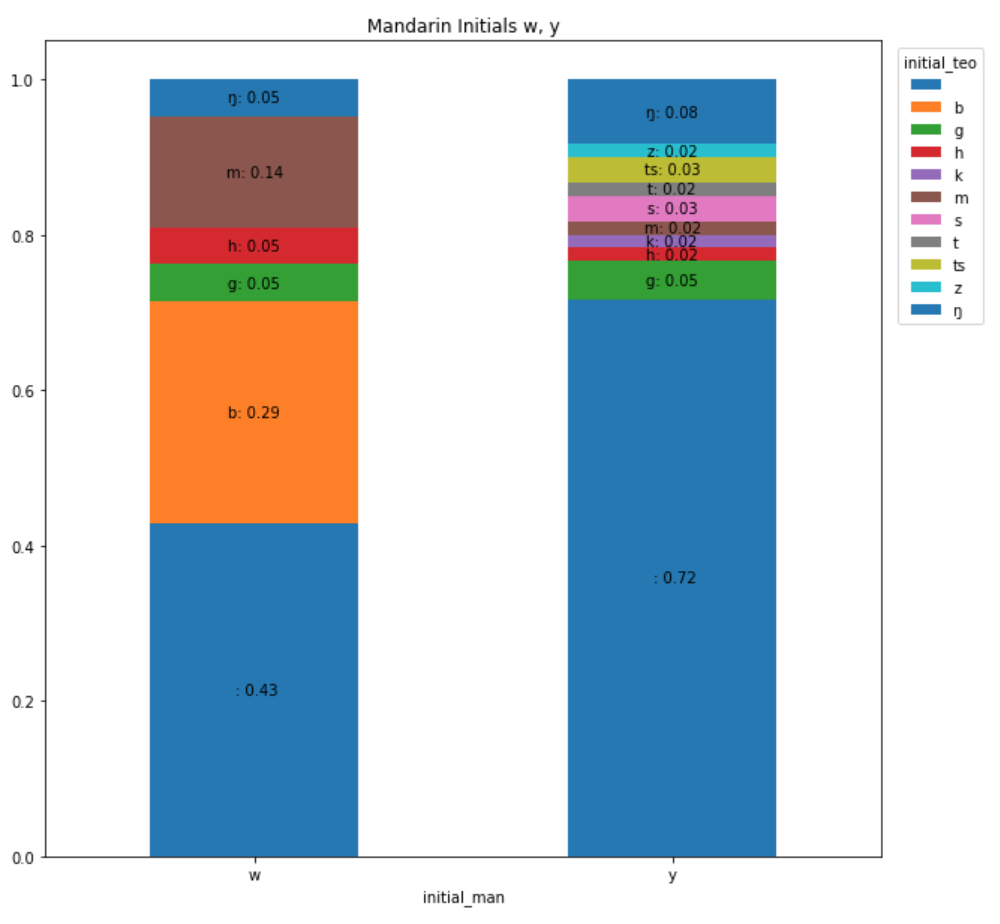 Mandarin Initials w, y
1.0
0.8
0.6
0.4
0.2
0.0
ŋ: 0.05
m: 0.14
h: 0.05
g: 0.05
b: 0.29
: 0.43
ŋ: 0.08
z: 0.02
ts: 0.03
t: 0.02
s: 0.03
m: 0.02
k: 0.02
h: 0.02
g: 0.05
: 0.72
w
y
initial_man
initial_teo
b
g
h
k
m
s
t
ts
z
ŋ